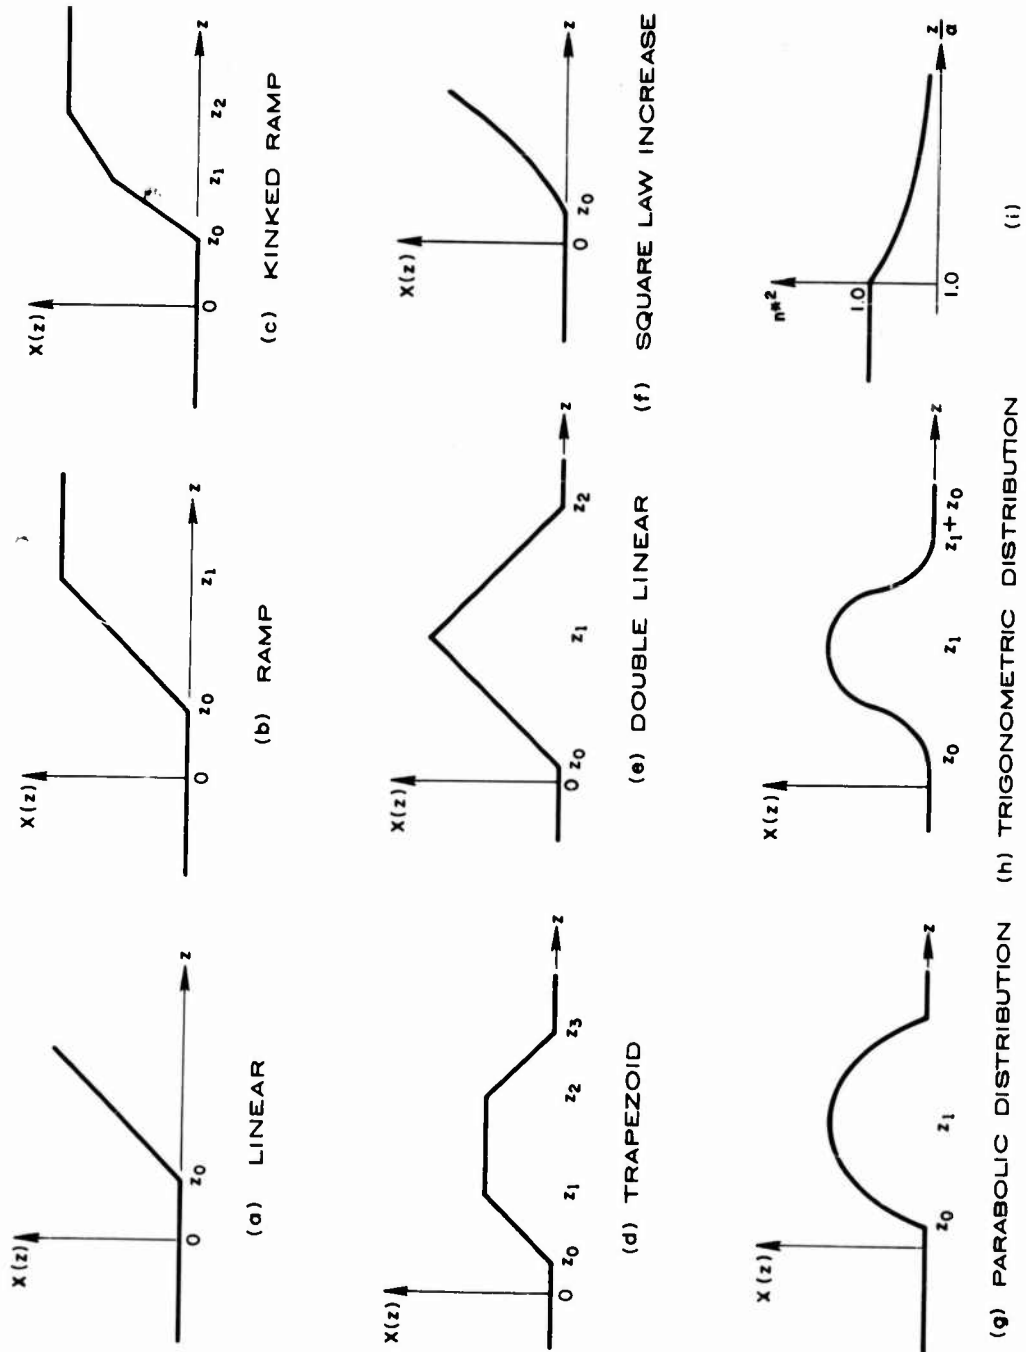 X(z)
0
z0
z
(a) LINEAR
X(z)
0
z0
z1
z
(b) RAMP
X(z)
0
z0
z1
z2
z
(c) KINKED RAMP
X(z)
0
z0
z1
z2
z3
z
(d) TRAPEZOID
X(z)
0
z0
z1
z2
z
(e) DOUBLE LINEAR
X(z)
0
z0
z
(f) SQUARE LAW INCREASE
X(z)
z0
z1
z
(g) PARABOLIC DISTRIBUTION
X(z)
z0
z1
z1+z0
z
(h) TRIGONOMETRIC DISTRIBUTION
n*2
1.0
1.0
z
a
(i)